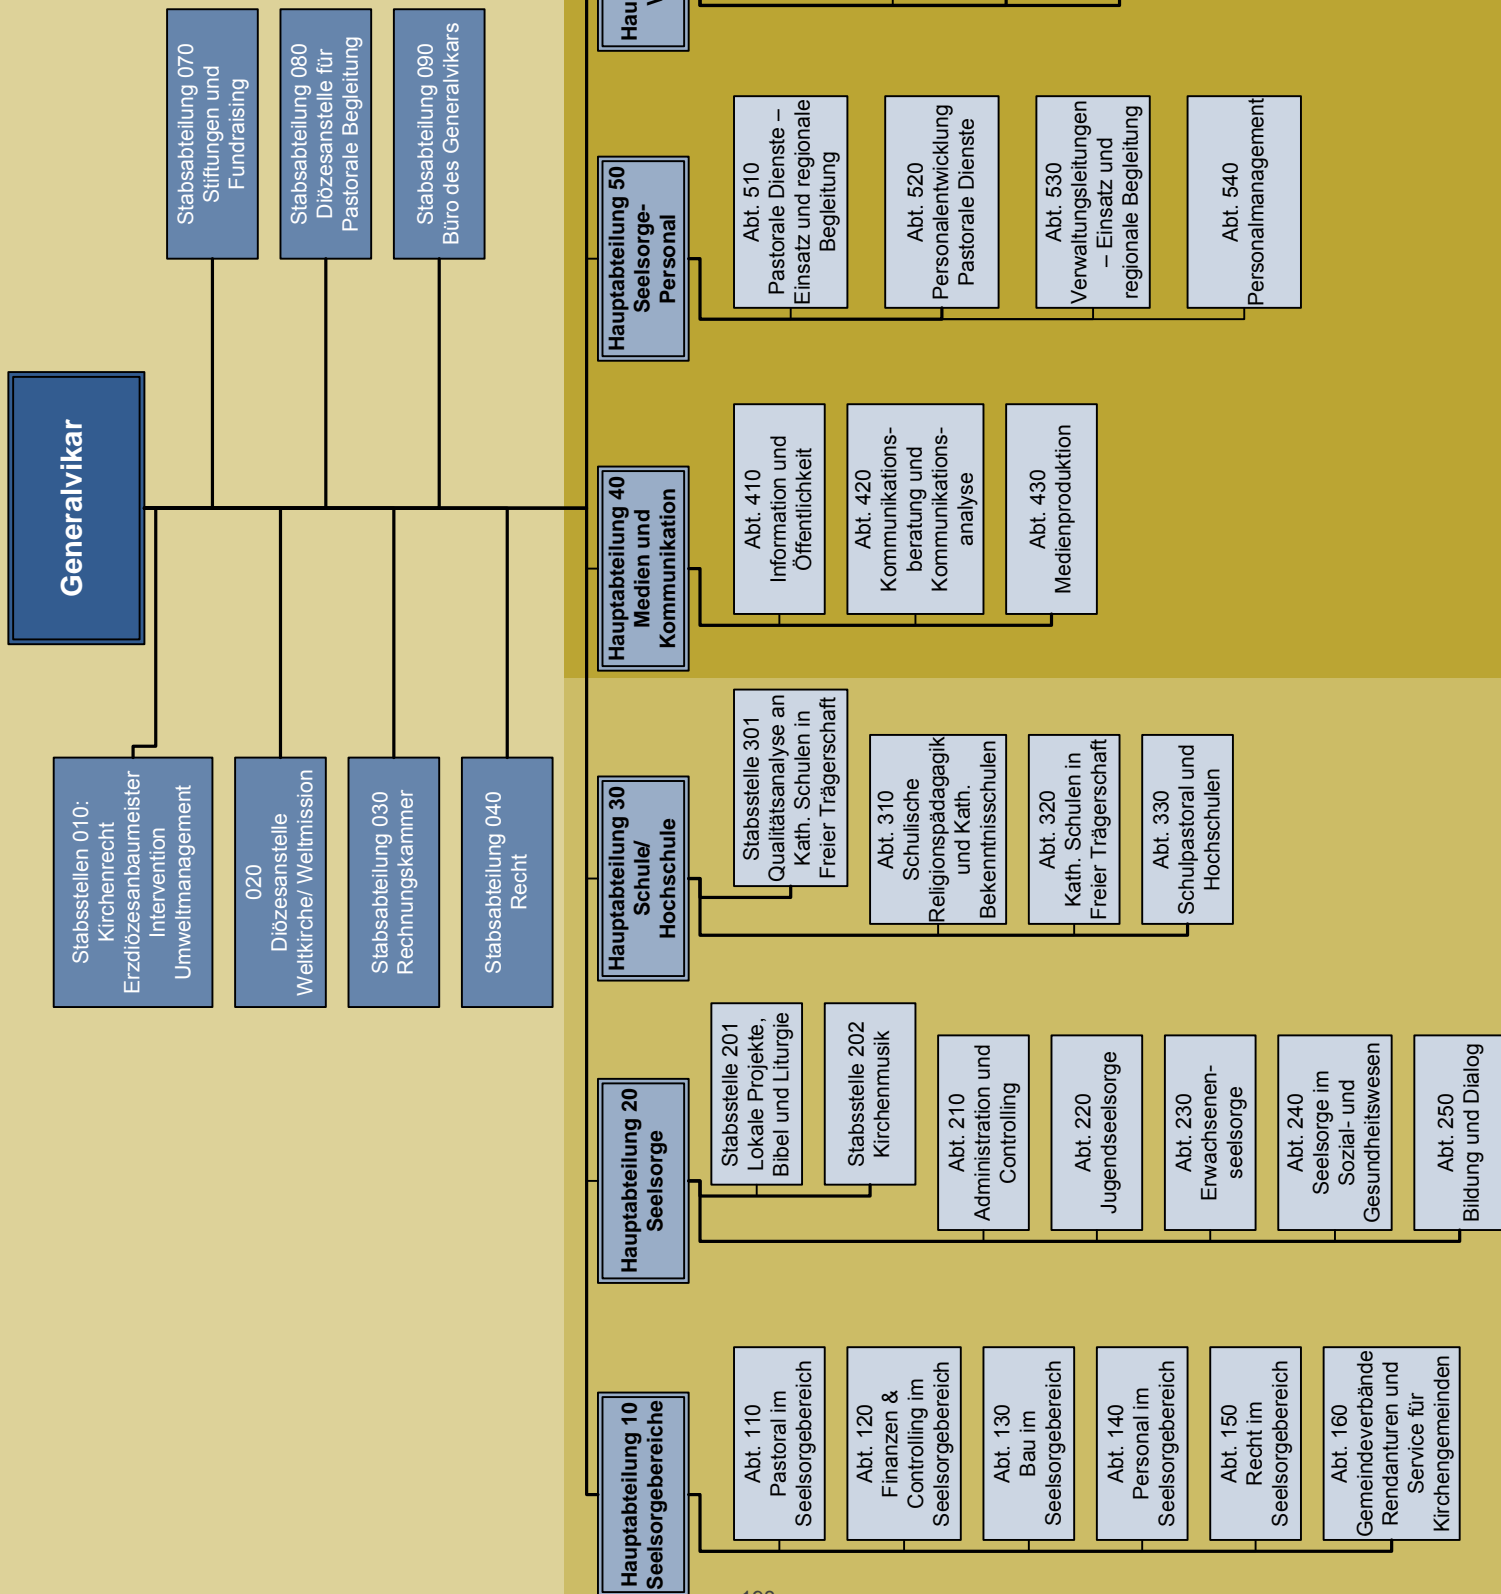 Generalvikar
Stabsstellen 010:
Kirchenrecht
Erzdiözesanbaumeister
Intervention
Umweltmanagement
020
Diözesanstelle
Weltkirche/ Weltmission
Stabsabteilung 030
Rechnungskammer
Stabsabteilung 040
Recht
Stabsabteilung 070
Stiftungen und
Fundraising
Stabsabteilung 080
Diözesanstelle für
Pastorale Begleitung
Stabsabteilung 090
Büro des Generalvikars
Hauptabteilung 10
Seelsorgebereiche
Abt. 110
Pastoral im
Seelsorgebereich
Abt. 120
Finanzen &
Controlling im
Seelsorgebereich
Abt. 130
Bau im
Seelsorgebereich
Abt. 140
Personal im
Seelsorgebereich
Abt. 150
Recht im
Seelsorgebereich
Abt. 160
Gemeindeverbände
Rendanturen und
Service für
Kirchengemeinden
Hauptabteilung 20
Seelsorge
Stabsstelle 201
Lokale Projekte,
Bibel und Liturgie
Stabsstelle 202
Kirchenmusik
Abt. 210
Administration und
Controlling
Abt. 220
Jugendseelsorge
Abt. 230
Erwachsenen-
seelsorge
Abt. 240
Seelsorge im
Sozial- und
Gesundheitswesen
Abt. 250
Bildung und Dialog
Hauptabteilung 30
Schule/
Hochschule
Stabsstelle 301
Qualitätsanalyse an
Kath. Schulen in
Freier Trägerschaft
Abt. 310
Schulische
Religionspädagagik
und Kath.
Bekenntnisschulen
Abt. 320
Kath. Schulen in
Freier Trägerschaft
Abt. 330
Schulpastoral und
Hochschulen
Hauptabteilung 40
Medien und
Kommunikation
Abt. 410
Information und
Öffentlichkeit
Abt. 420
Kommunikations-
beratung und
Kommunikations-
analyse
Abt. 430
Medienproduktion
Hauptabteilung 50
Seelsorge-
Personal
Abt. 510
Pastorale Dienste –
Einsatz und regionale
Begleitung
Abt. 520
Personalentwicklung
Pastorale Dienste
Abt. 530
Verwaltungsleitungen
– Einsatz und
regionale Begleitung
Abt. 540
Personalmanagement
Hau